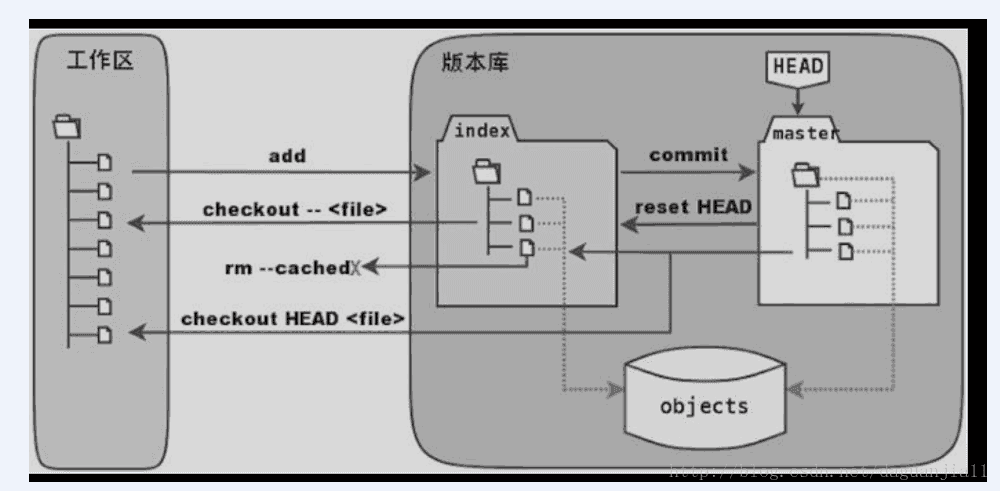 工作区
版本库
HEAD
index
master
add
commit
checkout -- <file>
reset HEAD
rm --cached
checkout HEAD <file>
objects
http://blog.csdn.net/daguanjia11